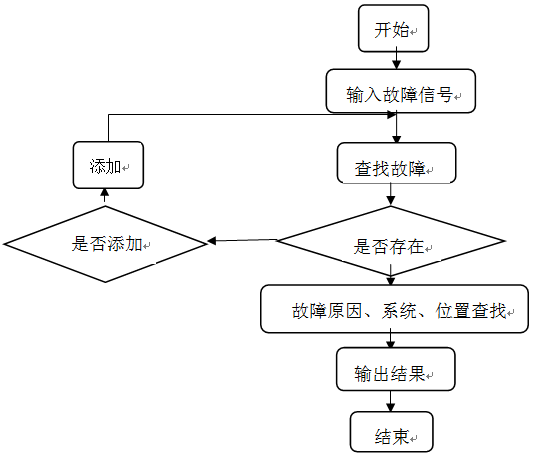 开始
输入故障信号
添加
查找故障
是否添加
是否存在
故障原因、系统、位置查找
输出结果
结束